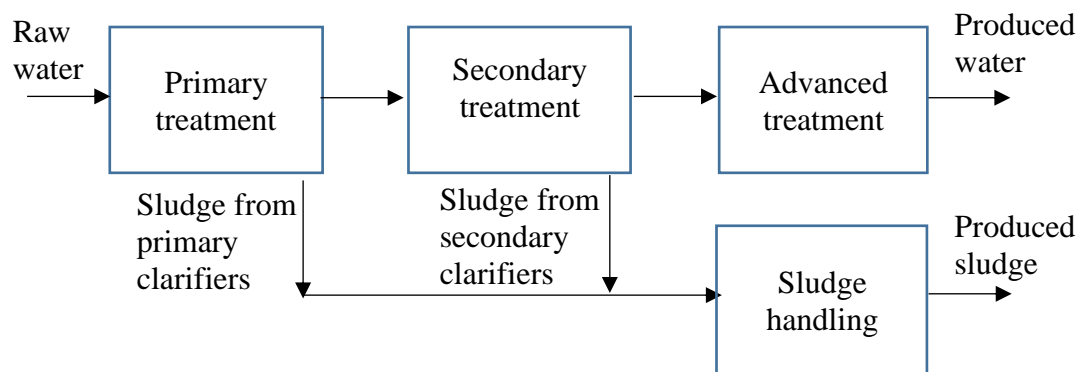 Raw
water
Primary
treatment
Secondary
treatment
Advanced
treatment
Produced
water
Sludge from
primary
clarifiers
Sludge from
secondary
clarifiers
Sludge
handling
Produced
sludge